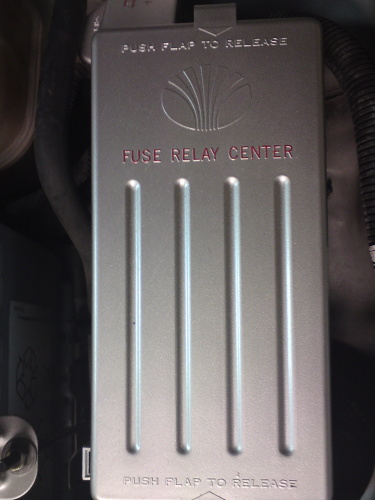 PUSH FLAP TO RELEASE
FUSE RELAY CENTER
PUSH FLAP TO RELEASE